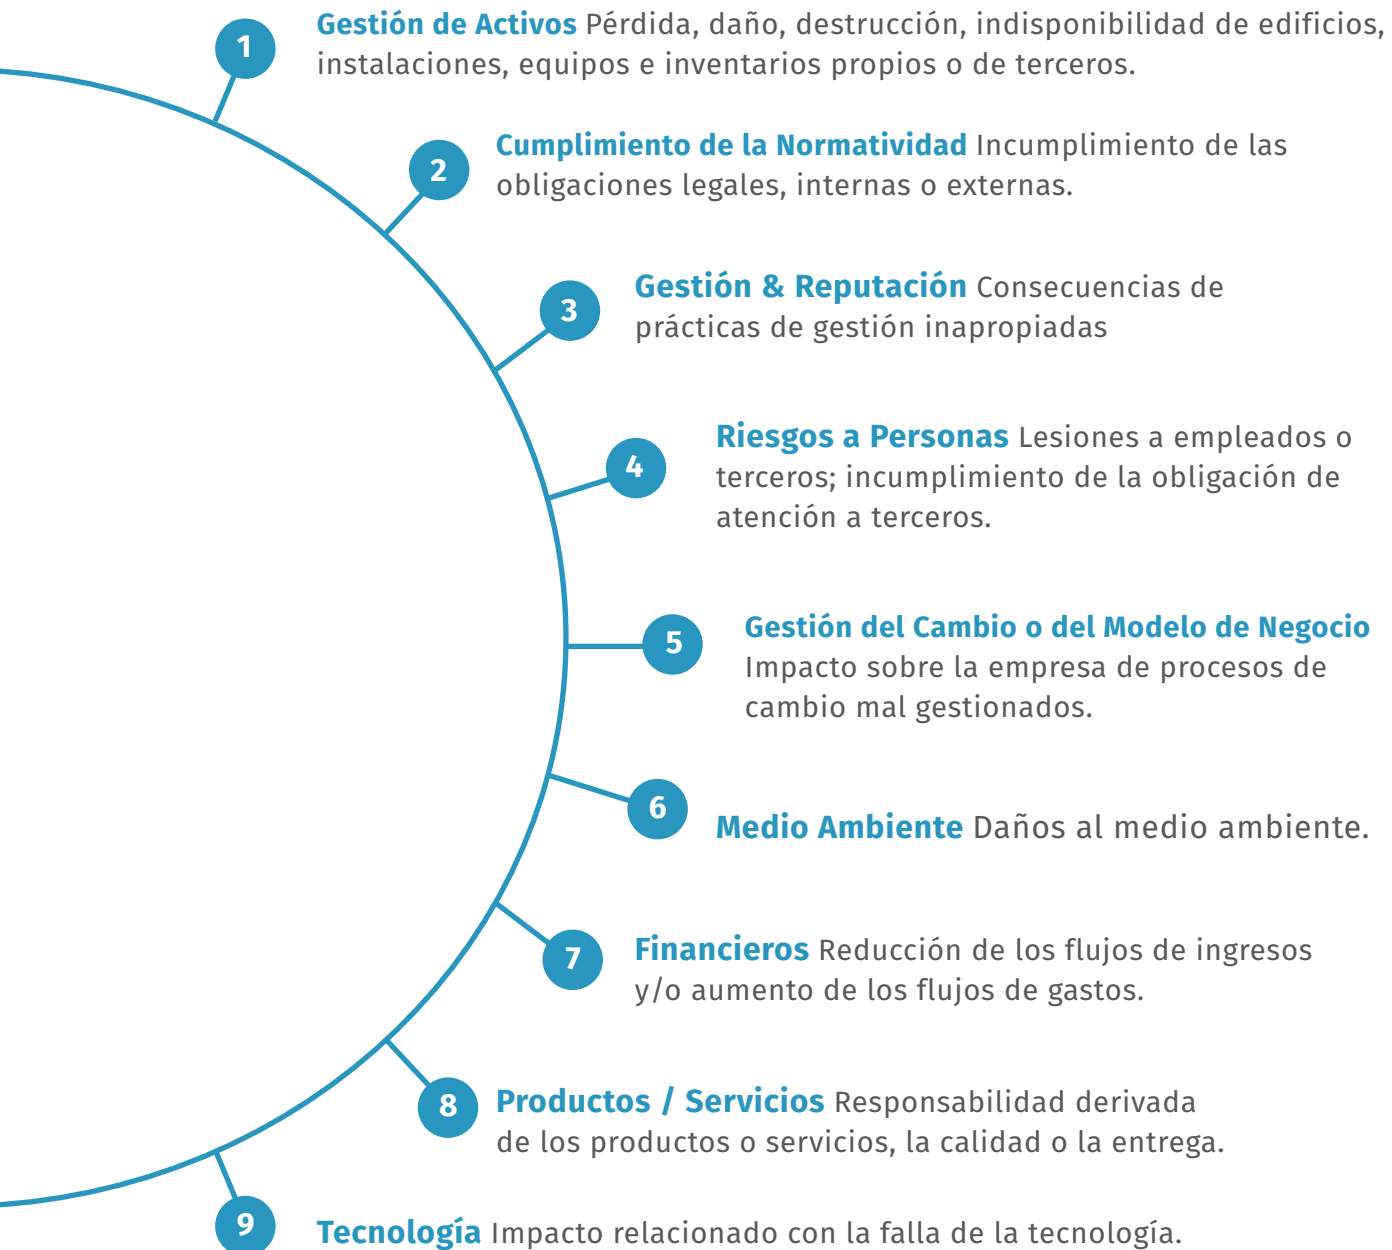 1
Gestión de Activos Pérdida, daño, destrucción, indisponibilidad de edificios,
instalaciones, equipos e inventarios propios o de terceros.
2
Cumplimiento de la Normatividad Incumplimiento de las
obligaciones legales, internas o externas.
3
Gestión & Reputación Consecuencias de
prácticas de gestión inapropiadas
4
Riesgos a Personas Lesiones a empleados o
terceros; incumplimiento de la obligación de
atención a terceros.
5
Gestión del Cambio o del Modelo de Negocio
Impacto sobre la empresa de procesos de
cambio mal gestionados.
6
Medio Ambiente Daños al medio ambiente.
7
Financieros Reducción de los flujos de ingresos
y/o aumento de los flujos de gastos.
8
Productos / Servicios Responsabilidad derivada
de los productos o servicios, la calidad o la entrega.
9
Tecnología Impacto relacionado con la falla de la tecnología.